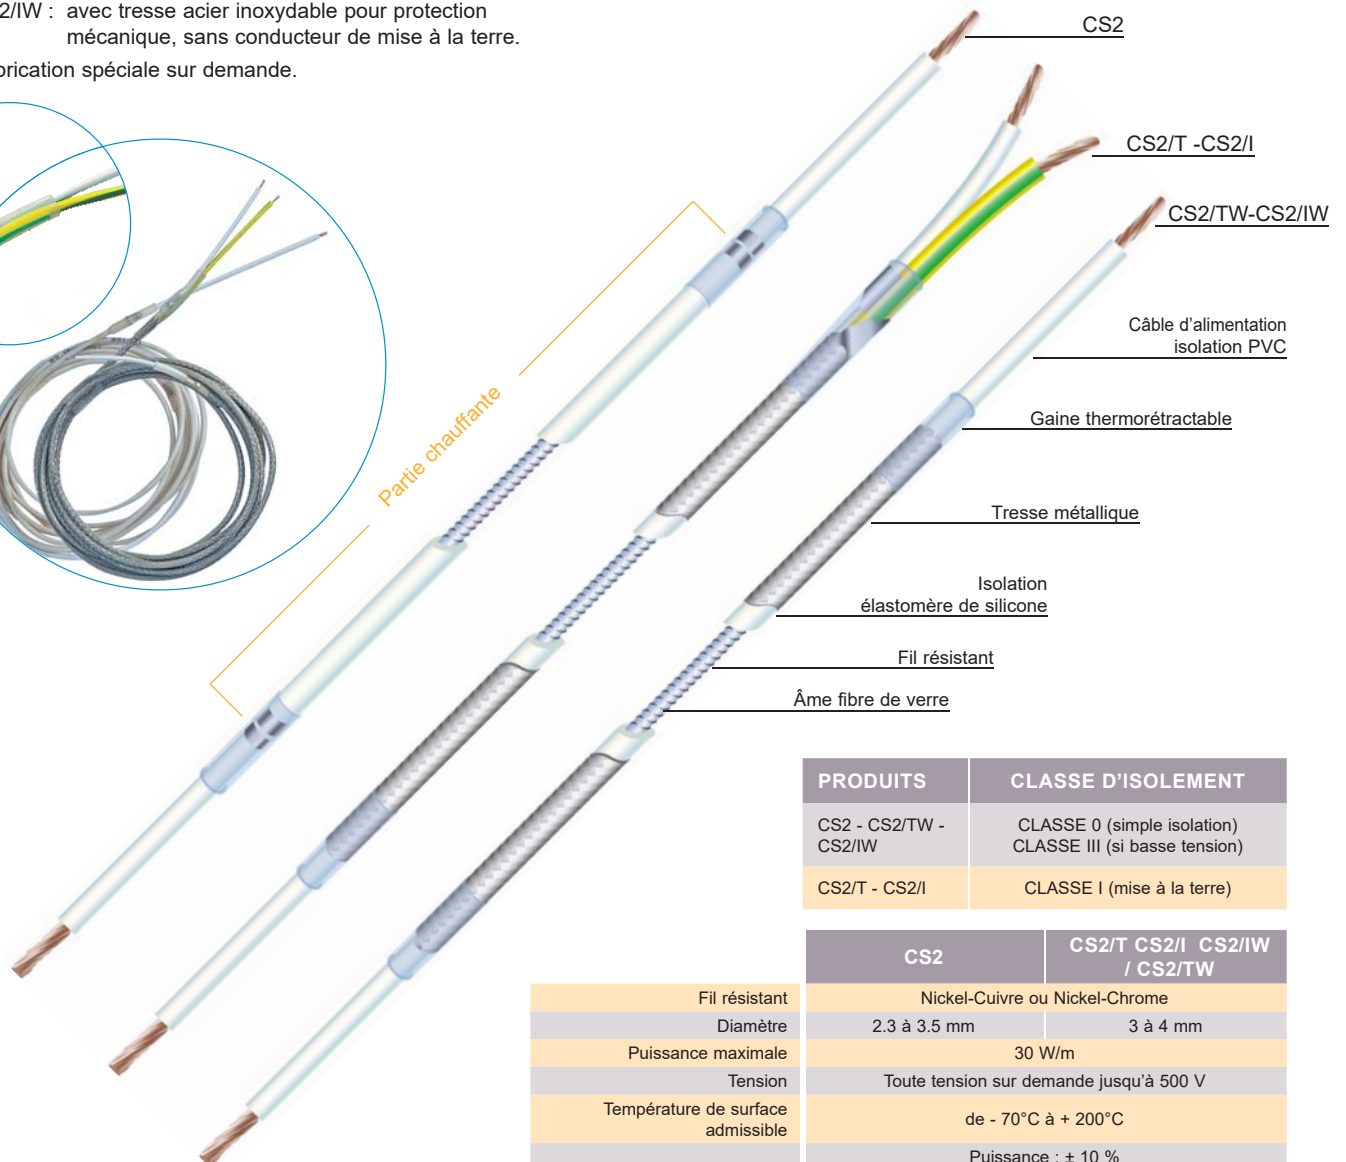 2/IW : avec tresse acier inoxydable pour protection
mécanique, sans conducteur de mise à la terre.
brication spéciale sur demande.
CS2
CS2/T -CS2/I
CS2/TW-CS2/IW
Câble d'alimentation
isolation PVC
Gaine thermorétractable
Partie chauffante
Tresse métallique
Isolation
élastomère de silicone
Fil résistant
Âme fibre de verre
PRODUITS CLASSE D'ISOLEMENT
CS2 - CS2/TW - CLASSE 0 (simple isolation)
CS2/IW CLASSE III (si basse tension)
CS2/T - CS2/I CLASSE I (mise à la terre)
CS2 CS2/T CS2/I CS2/IW
/ CS2/TW
Fil résistant Nickel-Cuivre ou Nickel-Chrome
Diamètre 2.3 à 3.5 mm 3 à 4 mm
Puissance maximale 30 W/m
Tension Toute tension sur demande jusqu'à 500 V
Température de surface
admissible de - 70°C à + 200°C
Puissance : ± 10 %